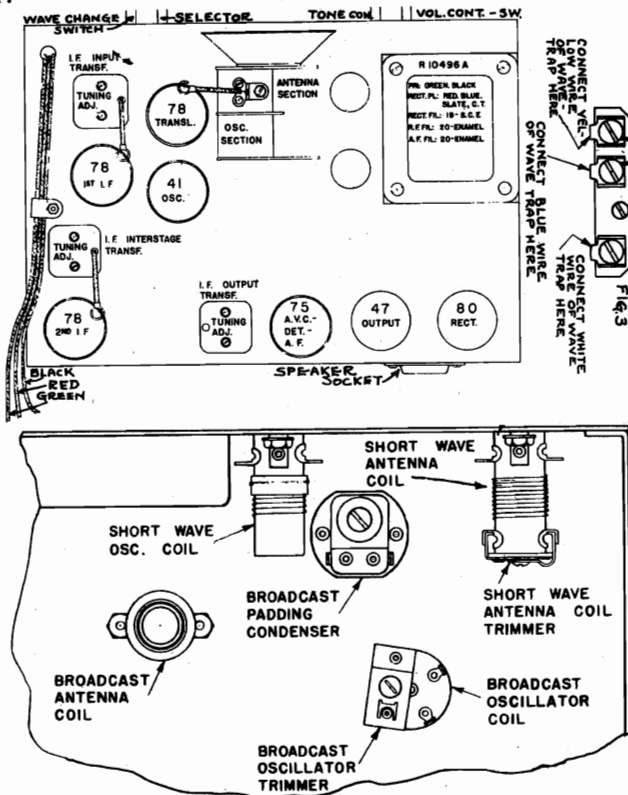 WAVE CHANGE
SWITCH
SELECTOR
TONE CON.
VOL. CONT. - SW.
I.F. INPUT
TRANSF.
TUNING
ADJ.
78
TRANSL.
ANTENNA
SECTION
OSC.
SECTION
R 10496 A
PRI: GREEN, BLACK
RECT. PL: RED, BLUE,
SLATE, C.T.
RECT. FIL: 18 - S.C.E
R.F. FIL: 20-ENAMEL
A.F. FIL: 20-ENAMEL
78
1ST I.F
41
OSC.
I.F. INTERSTAGE
TRANSF.
TUNING
ADJ.
78
2ND I.F
I.F. OUTPUT
TRANSF.
TUNING
ADJ.
75
A.V.C.-
DET.-
A.F.
47
OUTPUT
80
RECT.
BLACK
RED
GREEN
SPEAKER
SOCKET
CONNECT YEL-
LOW WIRE
OF WAVE-
TRAP HERE
CONNECT BLUE WIRE
OF WAVE TRAP HERE
CONNECT WHITE
WIRE OF WAVE
TRAP HERE
FIG.3
SHORT WAVE
ANTENNA
COIL
SHORT WAVE
OSC. COIL
BROADCAST
PADDING
CONDENSER
SHORT WAVE
ANTENNA COIL
TRIMMER
BROADCAST
ANTENNA
COIL
BROADCAST
OSCILLATOR
COIL
BROADCAST
OSCILLATOR
TRIMMER